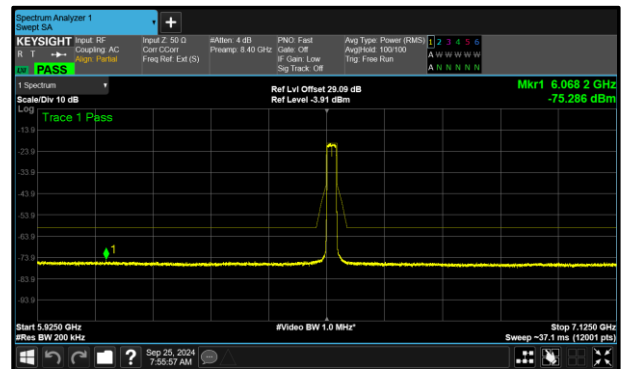 Spectrum Analyzer 1
Swept SA
KEYSIGHT
R T
LXI PASS
Input: RF
Coupling: AC
Align: Partial
Input Z: 50 Ω
Corr CCorr
Freq Ref: Ext (S)
#Atten: 4 dB
Preamp: 8.40 GHz
PNO: Fast
Gate: Off
IF Gain: Low
Sig Track: Off
Avg Type: Power (RMS)
Avg|Hold: 100/100
Trig: Free Run
1 2 3 4 5 6
A W W W W W
A N N N N N
1 Spectrum
Scale/Div 10 dB
Ref Lvl Offset 29.09 dB
Ref Level -3.91 dBm
Mkr1 6.068 2 GHz
-75.286 dBm
Log
Trace 1 Pass
-13.9
-23.9
-33.9
-43.9
-53.9
-63.9
-73.9
-83.9
-93.9
1
Start 5.9250 GHz
#Res BW 200 kHz
#Video BW 1.0 MHz*
Stop 7.1250 GHz
Sweep ~37.1 ms (12001 pts)
?
Sep 25, 2024
7:55:57 AM